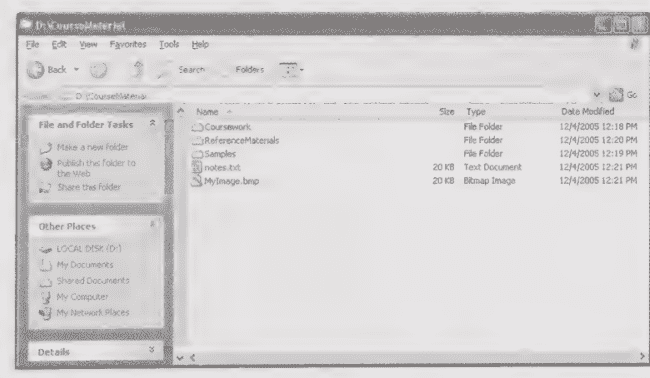 D:\CourseMaterial
File Edit View Favorites Tools Help
Back Search Folders
D:\CourseMaterial Go
File and Folder Tasks
Make a new folder
Publish this folder to
the Web
Share this folder
Other Places
LOCAL DISK (D:)
My Documents
Shared Documents
My Computer
My Network Places
Details
Name Size Type Date Modified
Coursework File Folder 12/4/2005 12:18 PM
ReferenceMaterials File Folder 12/4/2005 12:20 PM
Samples File Folder 12/4/2005 12:19 PM
notes.txt 20 KB Text Document 12/4/2005 12:21 PM
MyImage.bmp 20 KB Bitmap Image 12/4/2005 12:21 PM